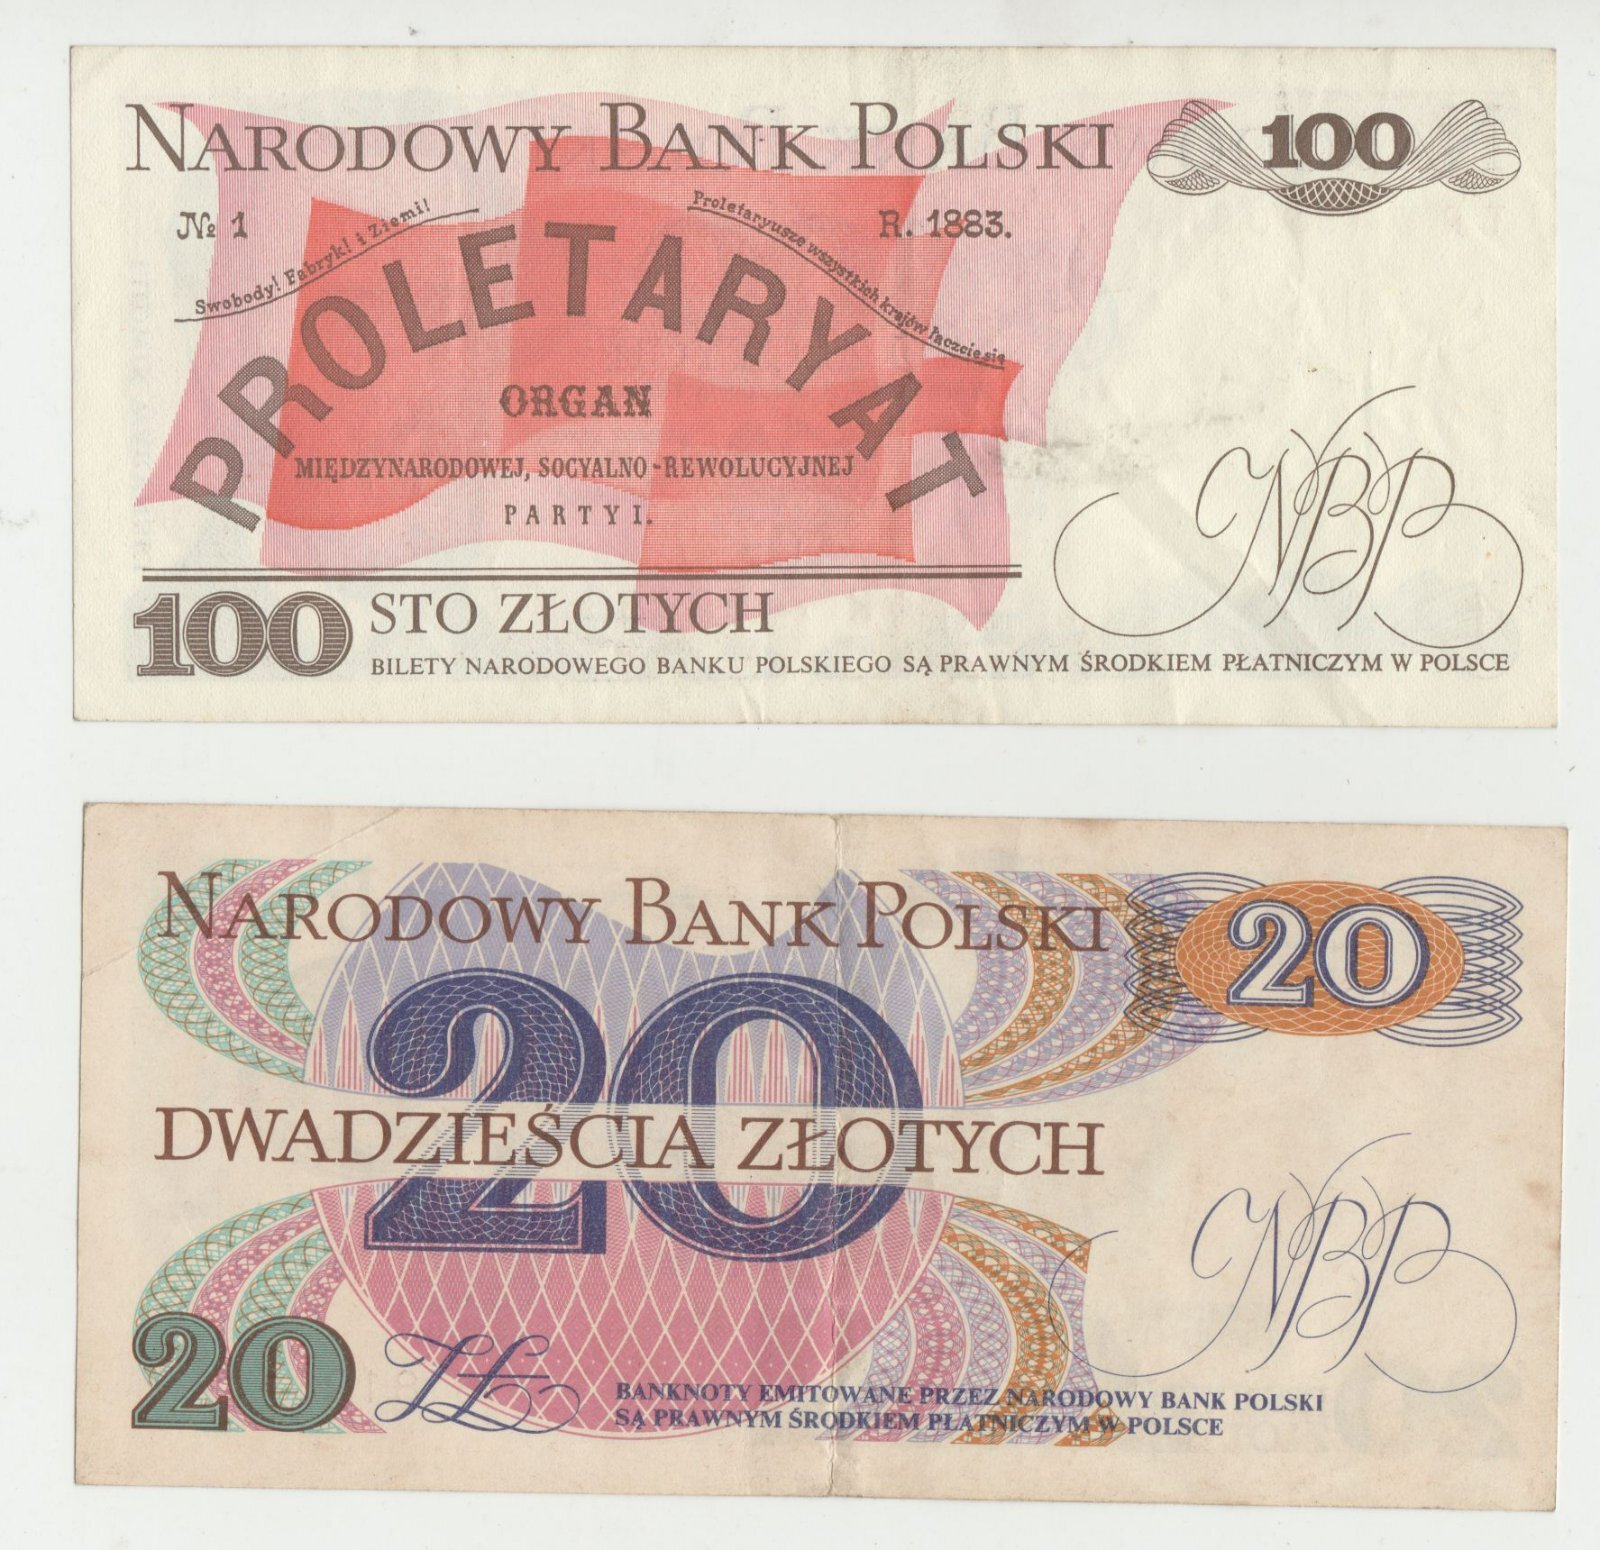 NARODOWY BANK POLSKI 100
№ 1 R. 1883.
Swobody! Fabryk! i Ziemi! Proletaryusze wszystkich krajów łączcie się
PROLETARYAT
ORGAN
MIĘDZYNARODOWEJ, SOCYALNO-REWOLUCYJNEJ
PARTYI.
NBP
100 STO ZŁOTYCH
BILETY NARODOWEGO BANKU POLSKIEGO SĄ PRAWNYM ŚRODKIEM PŁATNICZYM W POLSCE
NARODOWY BANK POLSKI 20
20
DWADZIEŚCIA ZŁOTYCH
NBP
20 ZŁ
BANKNOTY EMITOWANE PRZEZ NARODOWY BANK POLSKI
SĄ PRAWNYM ŚRODKIEM PŁATNICZYM W POLSCE